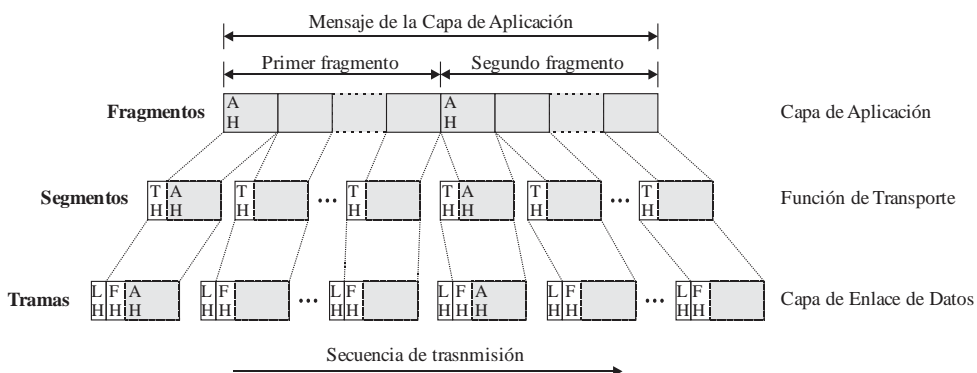 Mensaje de la Capa de Aplicación
Primer fragmento Segundo fragmento
Fragmentos A H A H Capa de Aplicación
Segmentos T H A H T H ... T H T H A H T H ... T H Función de Transporte
Tramas L H F H A H L H F H ... L H F H L H F H A H L H F H ... L H F H Capa de Enlace de Datos
Secuencia de trasnmisión